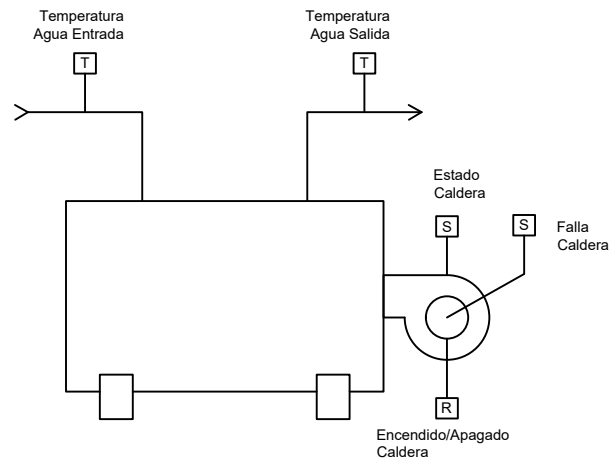 Temperatura
Agua Entrada
T
Temperatura
Agua Salida
T
Estado
Caldera
S
S
Falla
Caldera
R
Encendido/Apagado
Caldera